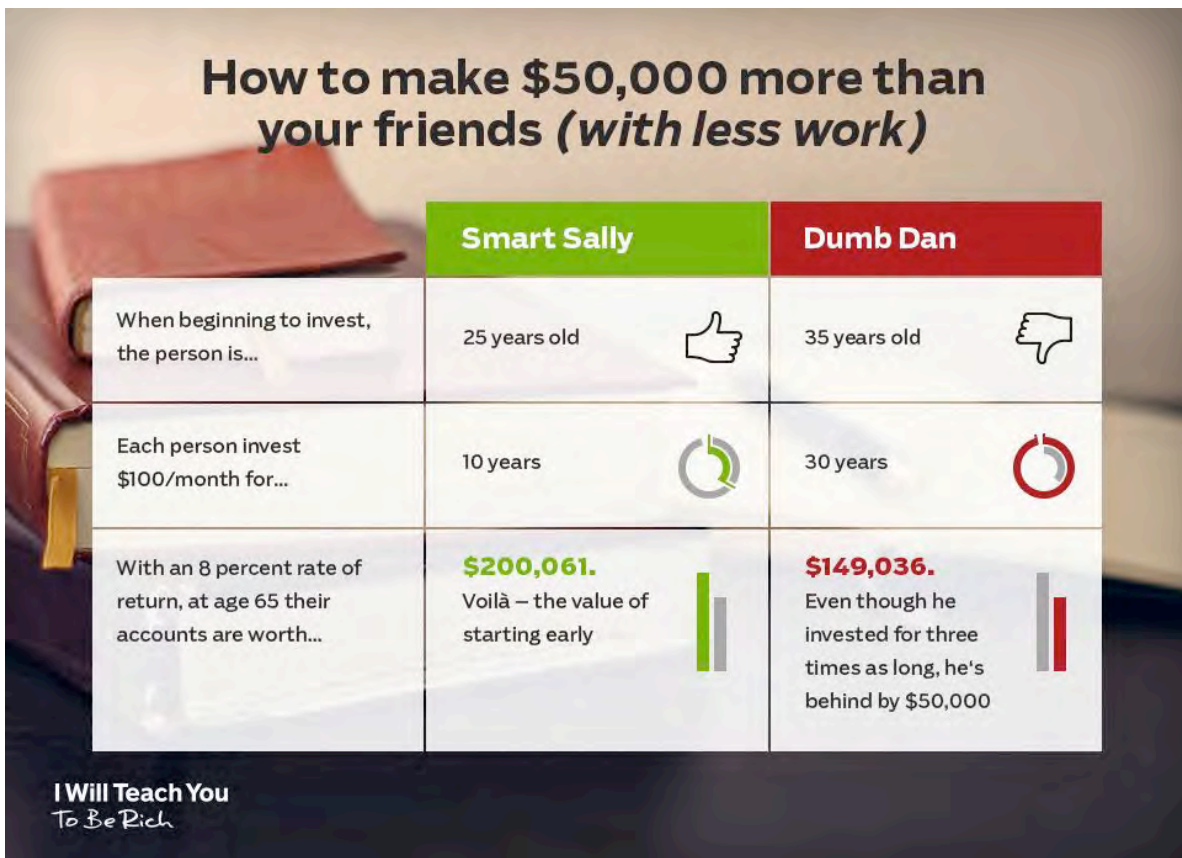 How to make $50,000 more than
your friends (with less work)
Smart Sally
Dumb Dan
When beginning to invest,
the person is...
25 years old
35 years old
Each person invest
$100/month for...
10 years
30 years
With an 8 percent rate of
return, at age 65 their
accounts are worth...
$200,061.
Voilà – the value of
starting early
$149,036.
Even though he
invested for three
times as long, he's
behind by $50,000
I Will Teach You
To Be Rich